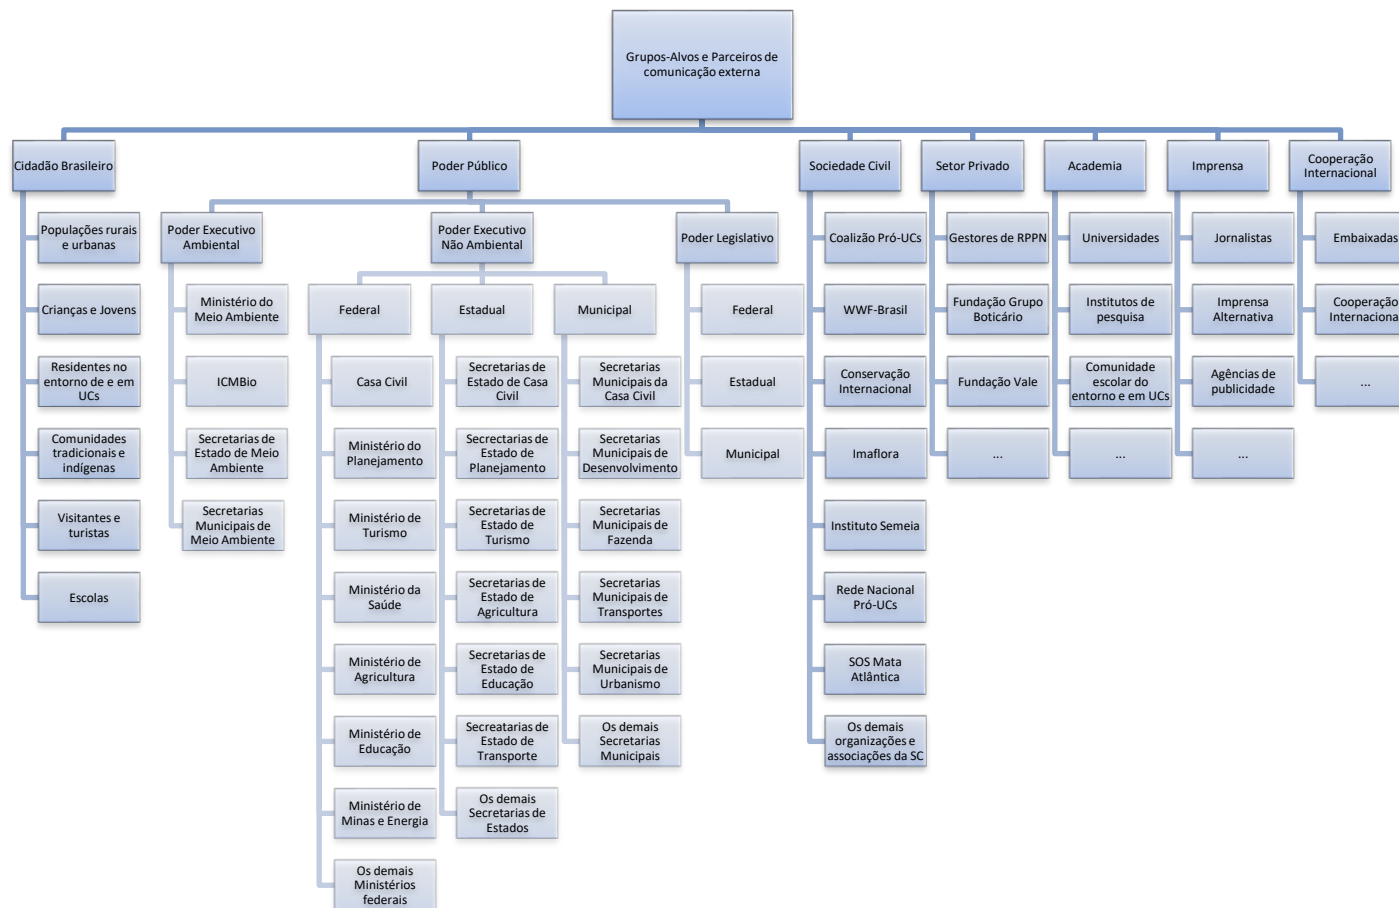 Grupos-Alvos e Parceiros de
comunicação externa
Cidadão Brasileiro
Populações rurais
e urbanas
Crianças e Jovens
Residentes no
entorno de e em
UCs
Comunidades
tradicionais e
indígenas
Visitantes e
turistas
Escolas
Poder Público
Poder Executivo
Ambiental
Ministério do
Meio Ambiente
ICMBio
Secretarias de
Estado de Meio
Ambiente
Secretarias
Municipais de
Meio Ambiente
Poder Executivo
Não Ambiental
Federal
Casa Civil
Ministério do
Planejamento
Ministério de
Turismo
Ministério da
Saúde
Ministério de
Agricultura
Ministério de
Educação
Ministério de
Minas e Energia
Os demais
Ministérios
federais
Estadual
Secretarias de
Estado de Casa
Civil
Secrectarias de
Estado de
Planejamento
Secretarias de
Estado de
Turismo
Secretarias de
Estado de
Agricultura
Secretarias de
Estado de
Educação
Secreatarias de
Estado de
Transporte
Os demais
Secretarias de
Estados
Municipal
Secretarias
Municipais da
Casa Civil
Secretarias
Municipais de
Desenvolvimento
Secretarias
Municipais de
Fazenda
Secretarias
Municipais de
Transportes
Secretarias
Municipais de
Urbanismo
Os demais
Secretarias
Municipais
Poder Legislativo
Federal
Estadual
Municipal
Sociedade Civil
Coalizão Pró-UCs
WWF-Brasil
Conservação
Internacional
Imaflora
Instituto Semeia
Rede Nacional
Pró-UCs
SOS Mata
Atlântica
Os demais
organizações e
associações da SC
Setor Privado
Gestores de RPPN
Fundação Grupo
Boticário
Fundação Vale
...
Academia
Universidades
Institutos de
pesquisa
Comunidade
escolar do
entorno e em UCs
...
Imprensa
Jornalistas
Imprensa
Alternativa
Agências de
publicidade
...
Cooperação
Internacional
Embaixadas
Cooperação
Internacional
...